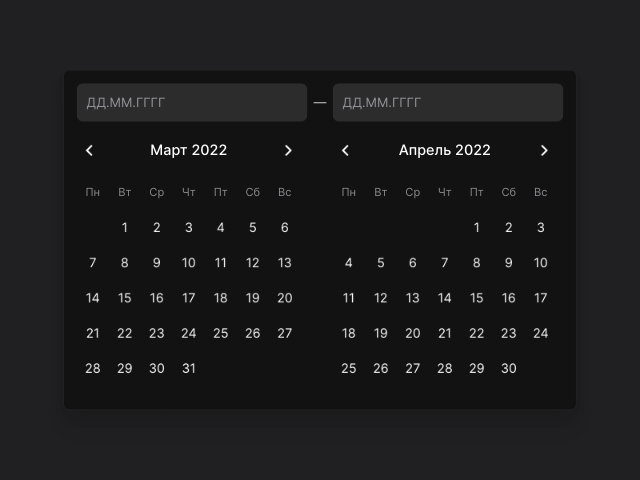 ДД.ММ.ГГГГ — ДД.ММ.ГГГГ
Март 2022
Пн Вт Ср Чт Пт Сб Вс
1 2 3 4 5 6
7 8 9 10 11 12 13
14 15 16 17 18 19 20
21 22 23 24 25 26 27
28 29 30 31
Апрель 2022
Пн Вт Ср Чт Пт Сб Вс
1 2 3
4 5 6 7 8 9 10
11 12 13 14 15 16 17
18 19 20 21 22 23 24
25 26 27 28 29 30